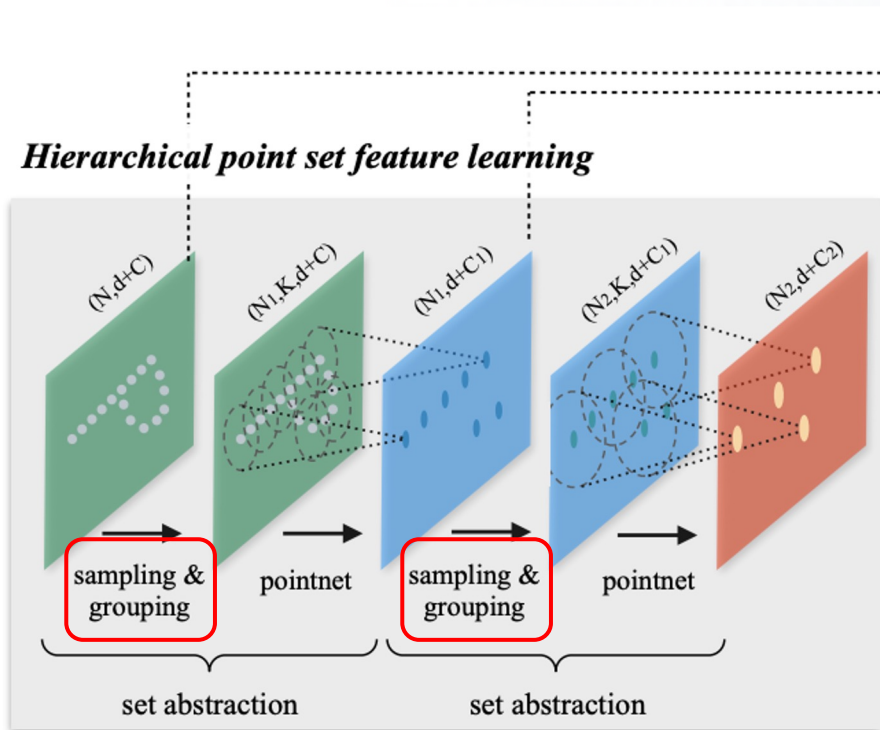 Hierarchical point set feature learning
(N,d+C)
(N1,K,d+C)
(N1,d+C1)
(N2,K,d+C1)
(N2,d+C2)
sampling &
grouping
pointnet
sampling &
grouping
pointnet
set abstraction
set abstraction